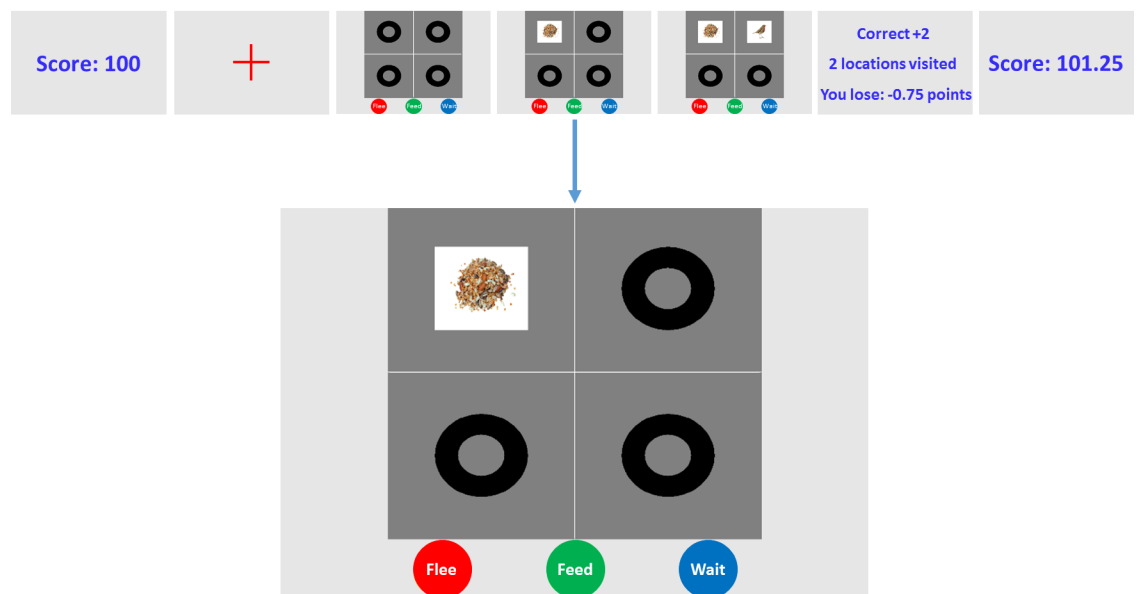 Score: 100
Flee Feed Wait
Flee Feed Wait
Flee Feed Wait
Correct +2
2 locations visited
You lose: -0.75 points
Score: 101.25
Flee Feed Wait